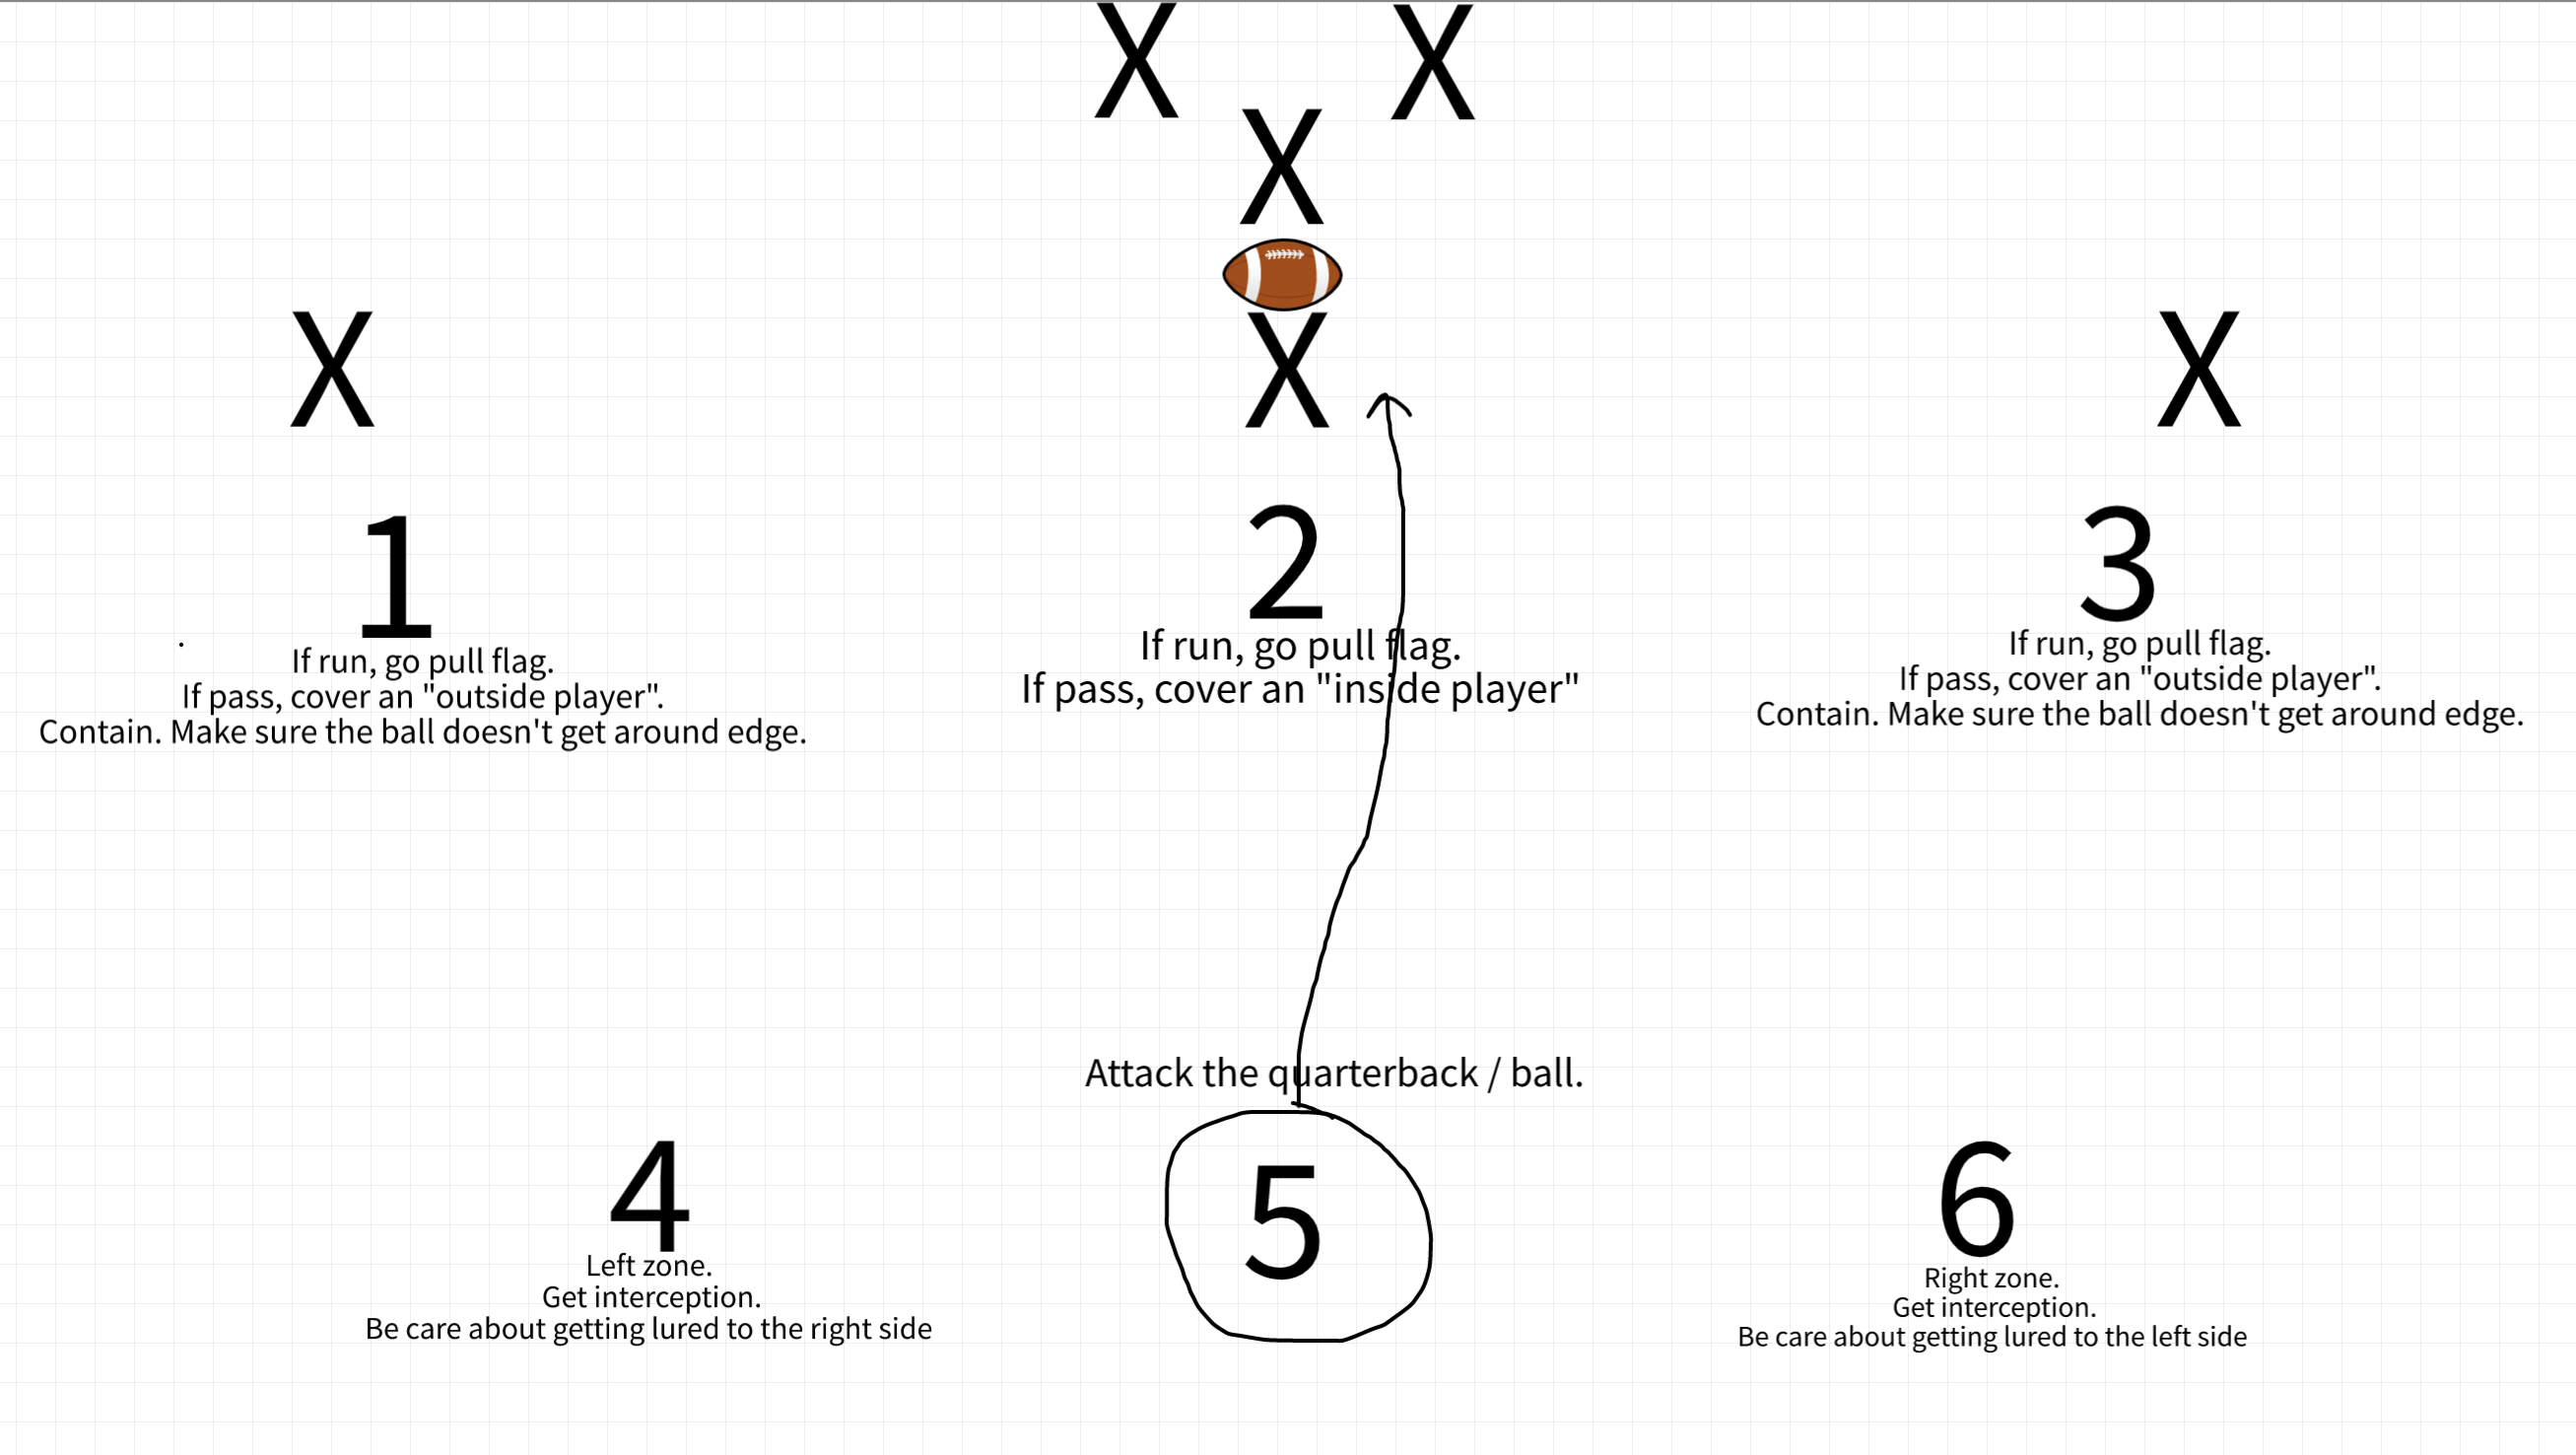 X X
X
X X X
1 2 3
If run, go pull flag.
If pass, cover an "outside player".
Contain. Make sure the ball doesn't get around edge.
If run, go pull flag.
If pass, cover an "inside player"
If run, go pull flag.
If pass, cover an "outside player".
Contain. Make sure the ball doesn't get around edge.
Attack the quarterback / ball.
4 5 6
Left zone.
Get interception.
Be care about getting lured to the right side
Right zone.
Get interception.
Be care about getting lured to the left side